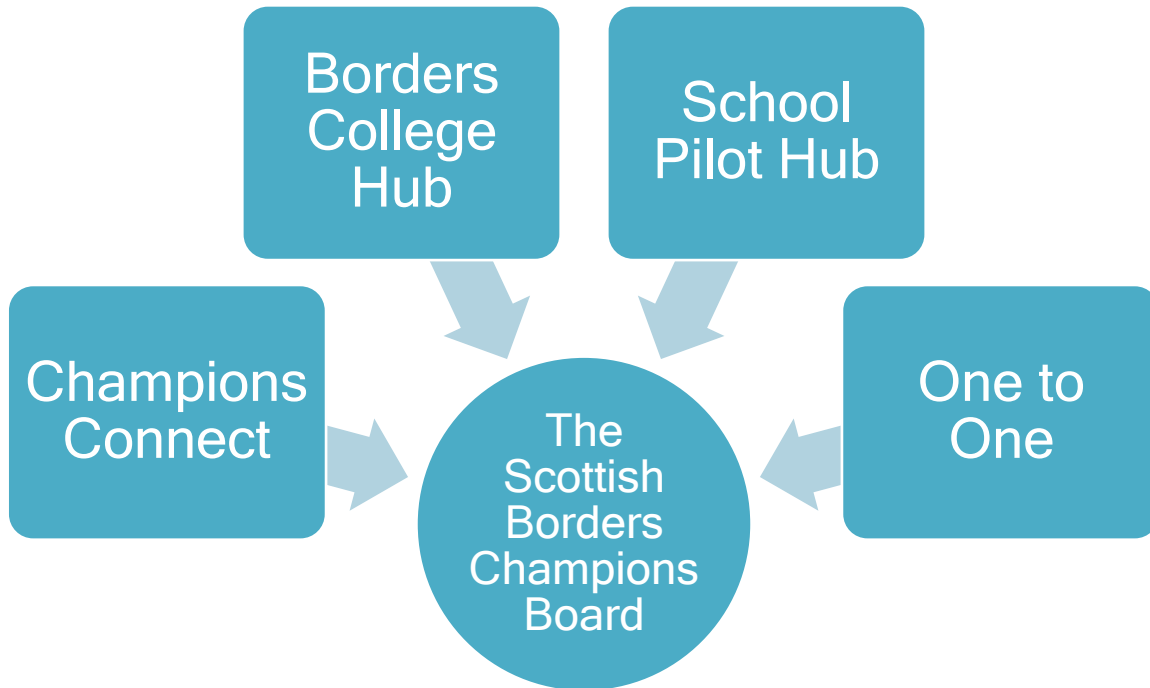 Borders
College
Hub
School
Pilot Hub
Champions
Connect
One to
One
The
Scottish
Borders
Champions
Board